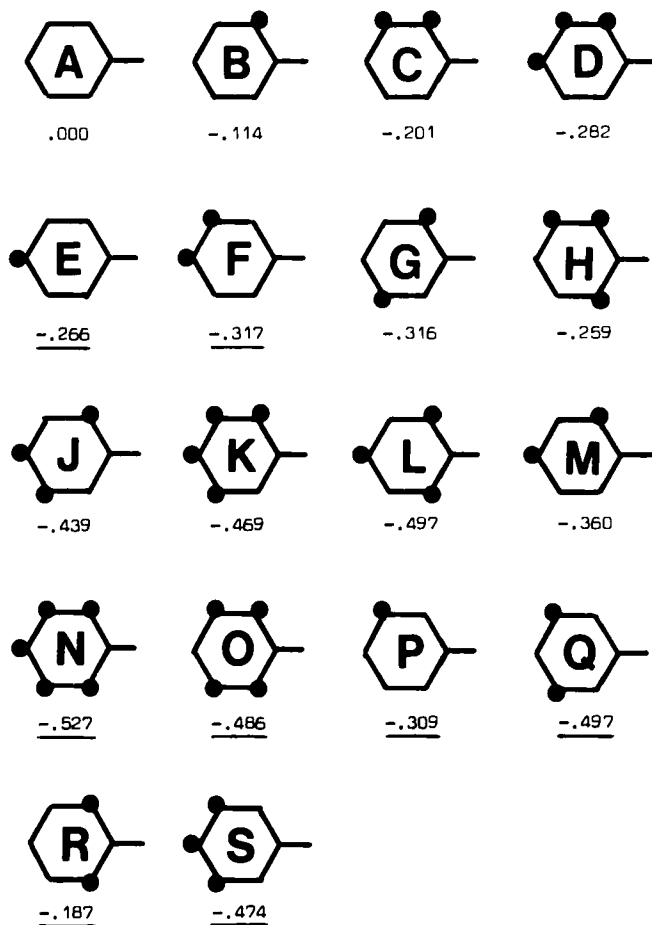 A B C D
.000 -.114 -.201 -.282
E F G H
-.266 -.317 -.316 -.259
J K L M
-.439 -.469 -.497 -.360
N O P Q
-.527 -.486 -.309 -.497
R S
-.187 -.474